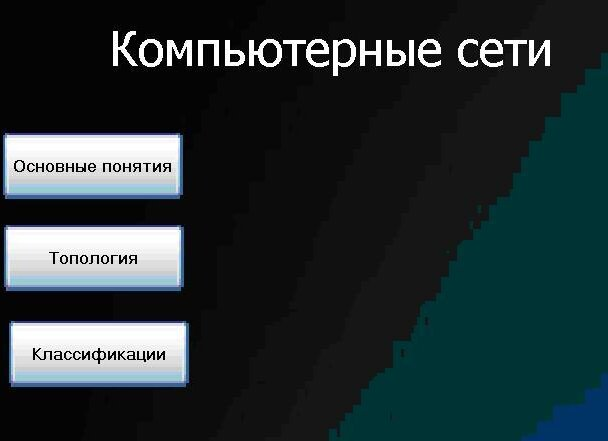 Компьютерные сети
Основные понятия
Топология
Классификации